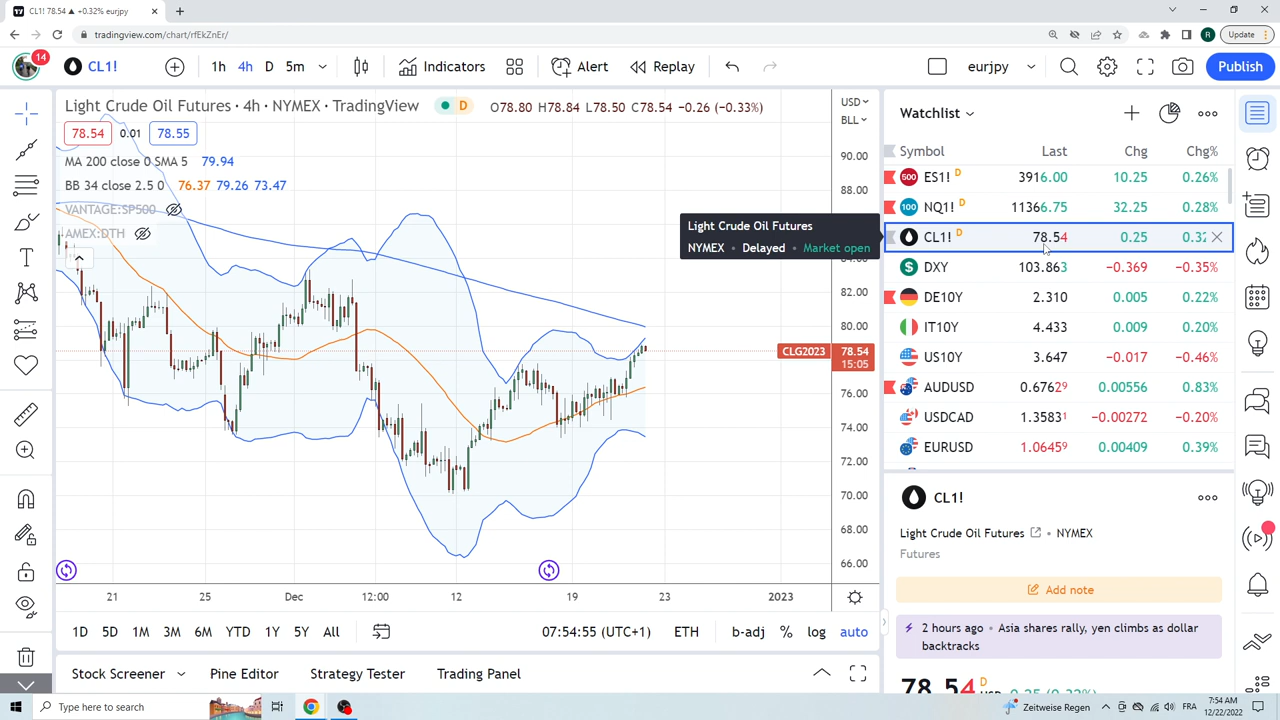 CL1! 78.54 ▲ +0.32% eurjpy
tradingview.com/chart/rfEkZnEr/
R
Update
14
CL1!
1h 4h D 5m
Indicators
Alert
Replay
eurjpy
Publish
Light Crude Oil Futures · 4h · NYMEX · TradingView
D
O78.80 H78.84 L78.50 C78.54 −0.26 (−0.33%)
78.54 0.01 78.55
MA 200 close 0 SMA 5 79.94
BB 34 close 2.5 0 76.37 79.26 73.47
VANTAGE:SP500
AMEX:DTH
USD
BLL
90.00
88.00
84.00
82.00
80.00
CLG2023 78.54
15:05
76.00
74.00
72.00
70.00
68.00
66.00
21 25 Dec 12:00 12 19 23 2023
1D 5D 1M 3M 6M YTD 1Y 5Y All
07:54:55 (UTC+1) ETH b-adj % log auto
Stock Screener Pine Editor Strategy Tester Trading Panel
Light Crude Oil Futures
NYMEX • Delayed • Market open
Watchlist
Symbol Last Chg Chg%
500 ES1! D 3916.00 10.25 0.26%
100 NQ1! D 11366.75 32.25 0.28%
CL1! D 78.54 0.25 0.32
DXY 103.863 −0.369 −0.35%
DE10Y 2.310 0.005 0.22%
IT10Y 4.433 0.009 0.20%
US10Y 3.647 −0.017 −0.46%
AUDUSD 0.67629 0.00556 0.83%
USDCAD 1.35831 −0.00272 −0.20%
EURUSD 1.06459 0.00409 0.39%
CL1!
Light Crude Oil Futures • NYMEX
Futures
Add note
2 hours ago • Asia shares rally, yen climbs as dollar
backtracks
78.54 D USD 0.25 (0.32%)
Type here to search
Zeitweise Regen
FRA
7:54 AM
12/22/2022